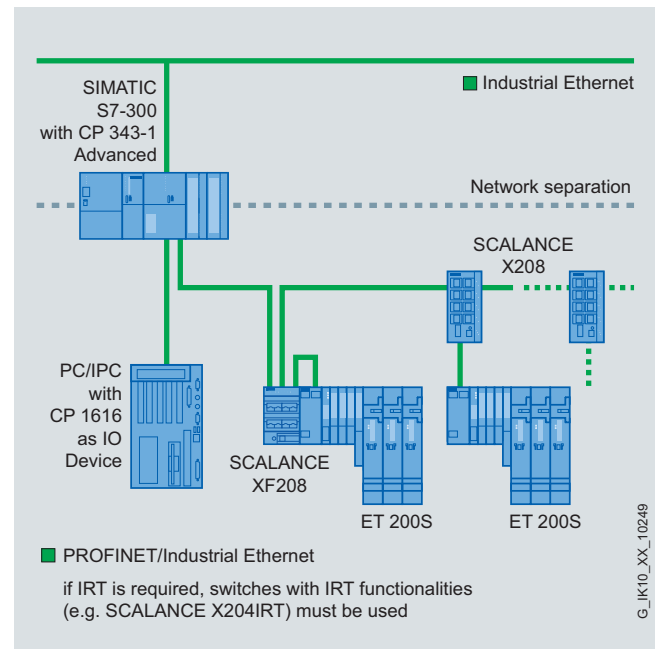 Industrial Ethernet
SIMATIC
S7-300
with CP 343-1
Advanced
Network separation
SCALANCE
X208
PC/IPC
with
CP 1616
as IO
Device
SCALANCE
XF208
ET 200S
ET 200S
PROFINET/Industrial Ethernet
if IRT is required, switches with IRT functionalities
(e.g. SCALANCE X204IRT) must be used
G_IK10_XX_10249